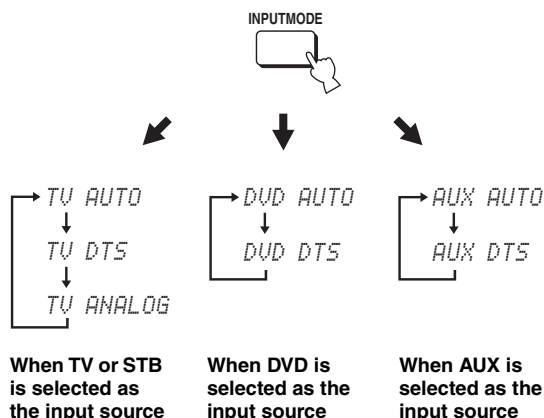 INPUTMODE
TV AUTO
TV DTS
TV ANALOG
When TV or STB
is selected as
the input source
DVD AUTO
DVD DTS
When DVD is
selected as the
input source
AUX AUTO
AUX DTS
When AUX is
selected as the
input source